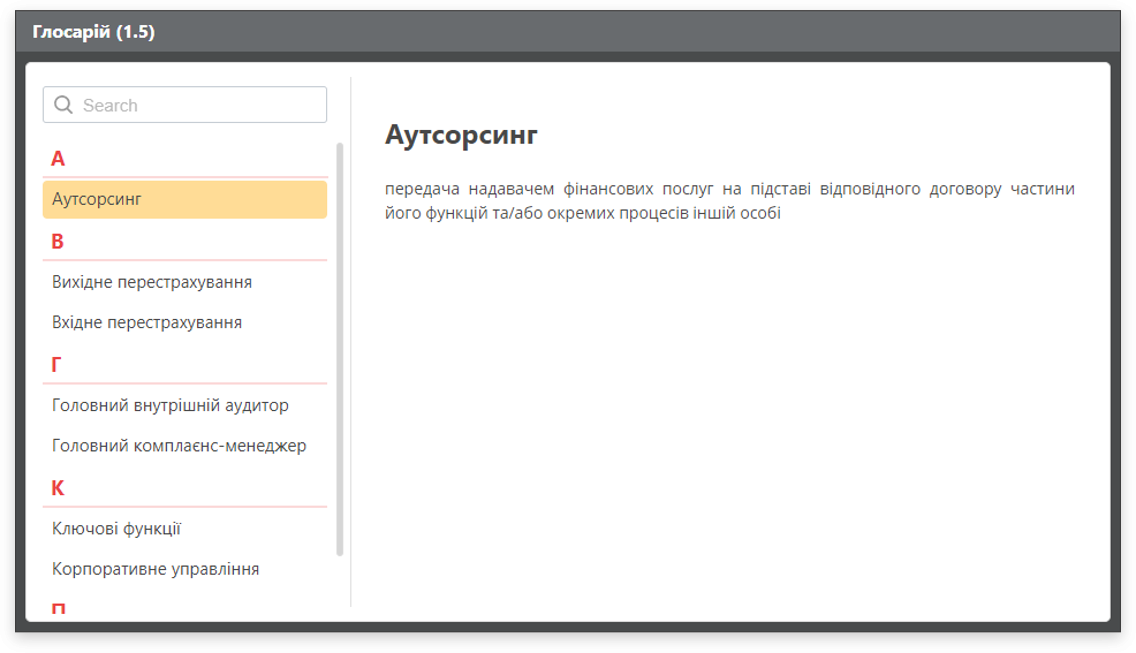 Глосарій (1.5)
Search
А
Аутсорсинг
В
Вихідне перестрахування
Вхідне перестрахування
Г
Головний внутрішній аудитор
Головний комплаєнс-менеджер
К
Ключові функції
Корпоративне управління
П
Аутсорсинг
передача надавачем фінансових послуг на підставі відповідного договору частини
його функцій та/або окремих процесів іншій особі